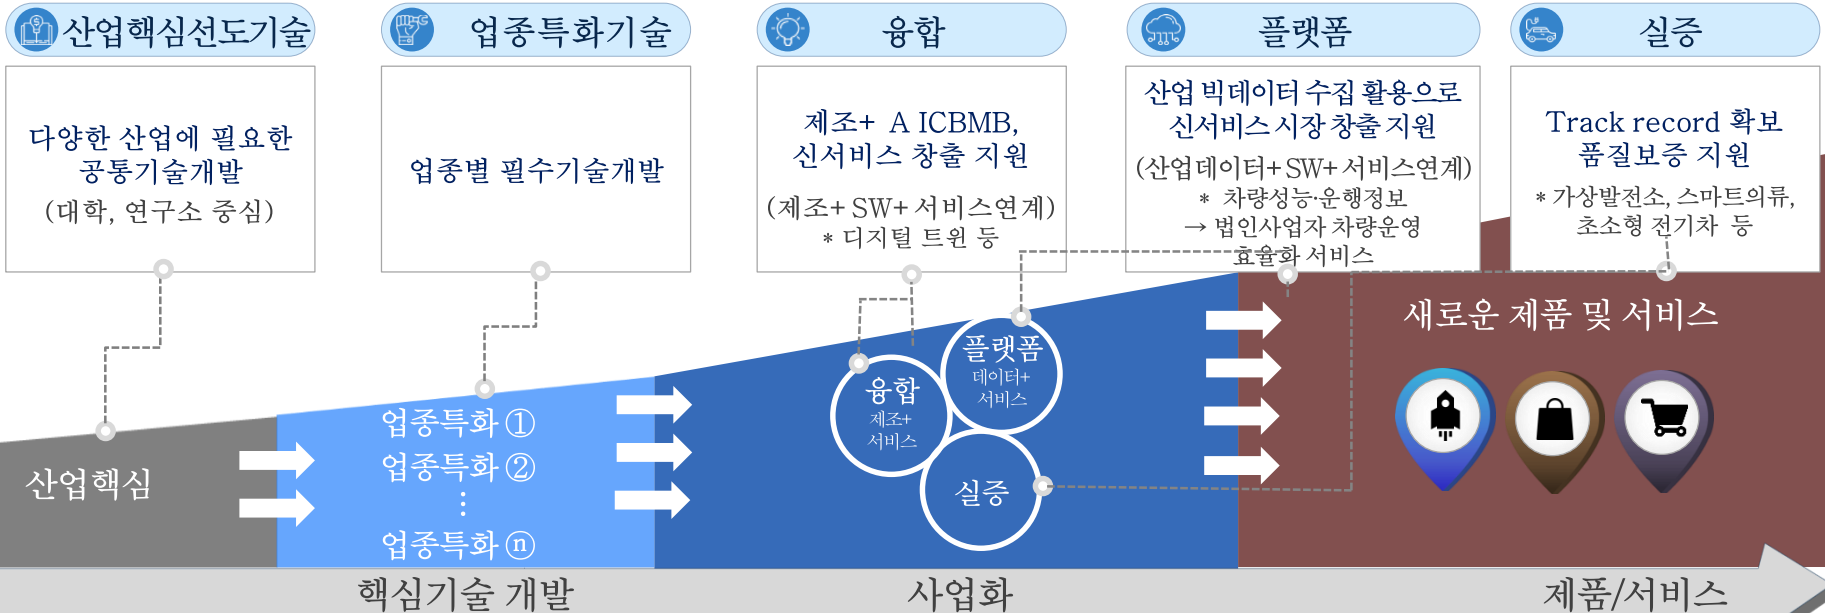 산업핵심선도기술
업종특화기술
융합
플랫폼
실증
다양한 산업에 필요한
공통기술개발
(대학, 연구소 중심)
업종별 필수기술개발
제조+ A ICBMB,
신서비스 창출 지원
(제조+ SW+ 서비스연계)
* 디지털 트윈 등
산업 빅데이터 수집 활용으로
신서비스 시장 창출 지원
(산업데이터+ SW+ 서비스연계)
* 차량성능·운행정보
→ 법인사업자 차량운영
효율화 서비스
Track record 확보
품질보증 지원
* 가상발전소, 스마트의류,
초소형 전기차 등
산업핵심
업종특화 ①
업종특화 ②
⋮
업종특화 ⓝ
융합
제조+
서비스
플랫폼
데이터+
서비스
실증
새로운 제품 및 서비스
핵심기술 개발
사업화
제품/서비스